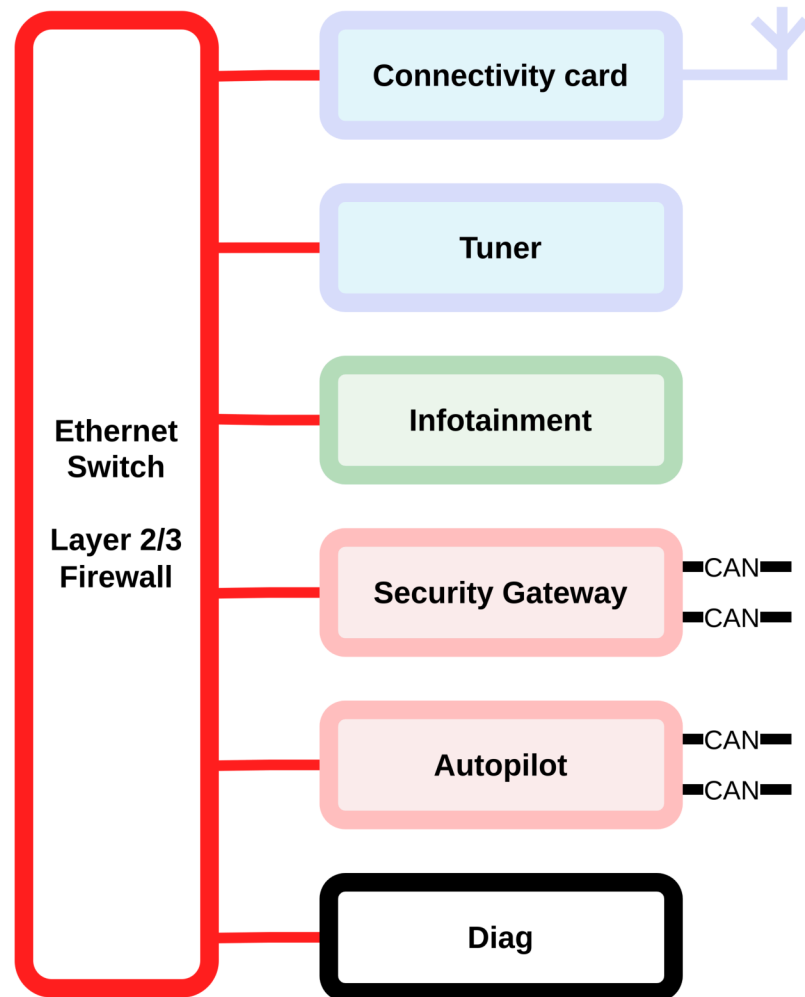 Connectivity card
Tuner
Infotainment
Ethernet
Switch
Layer 2/3
Firewall
Security Gateway
CAN
CAN
Autopilot
CAN
CAN
Diag